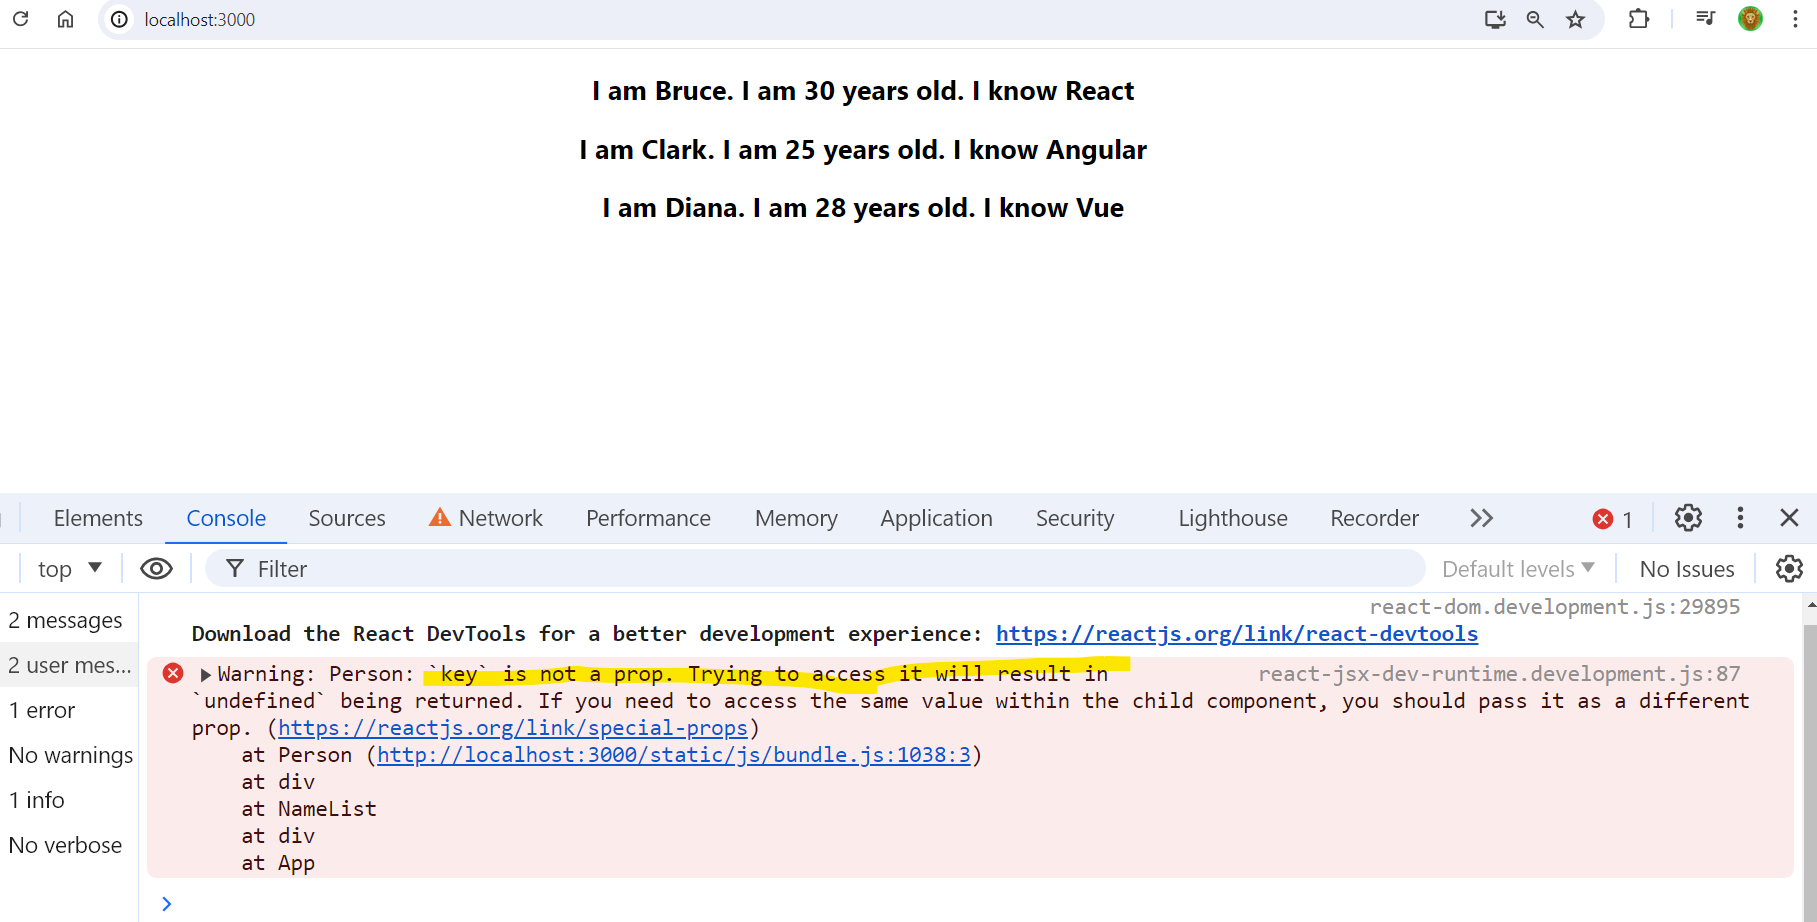 localhost:3000
I am Bruce. I am 30 years old. I know React
I am Clark. I am 25 years old. I know Angular
I am Diana. I am 28 years old. I know Vue
Elements Console Sources Network Performance Memory Application Security Lighthouse Recorder 1
top Filter Default levels No Issues
2 messages
2 user mes...
1 error
No warnings
1 info
No verbose
react-dom.development.js:29895
Download the React DevTools for a better development experience: https://reactjs.org/link/react-devtools
Warning: Person: `key` is not a prop. Trying to access it will result in react-jsx-dev-runtime.development.js:87
`undefined` being returned. If you need to access the same value within the child component, you should pass it as a different
prop. (https://reactjs.org/link/special-props)
at Person (http://localhost:3000/static/js/bundle.js:1038:3)
at div
at NameList
at div
at App